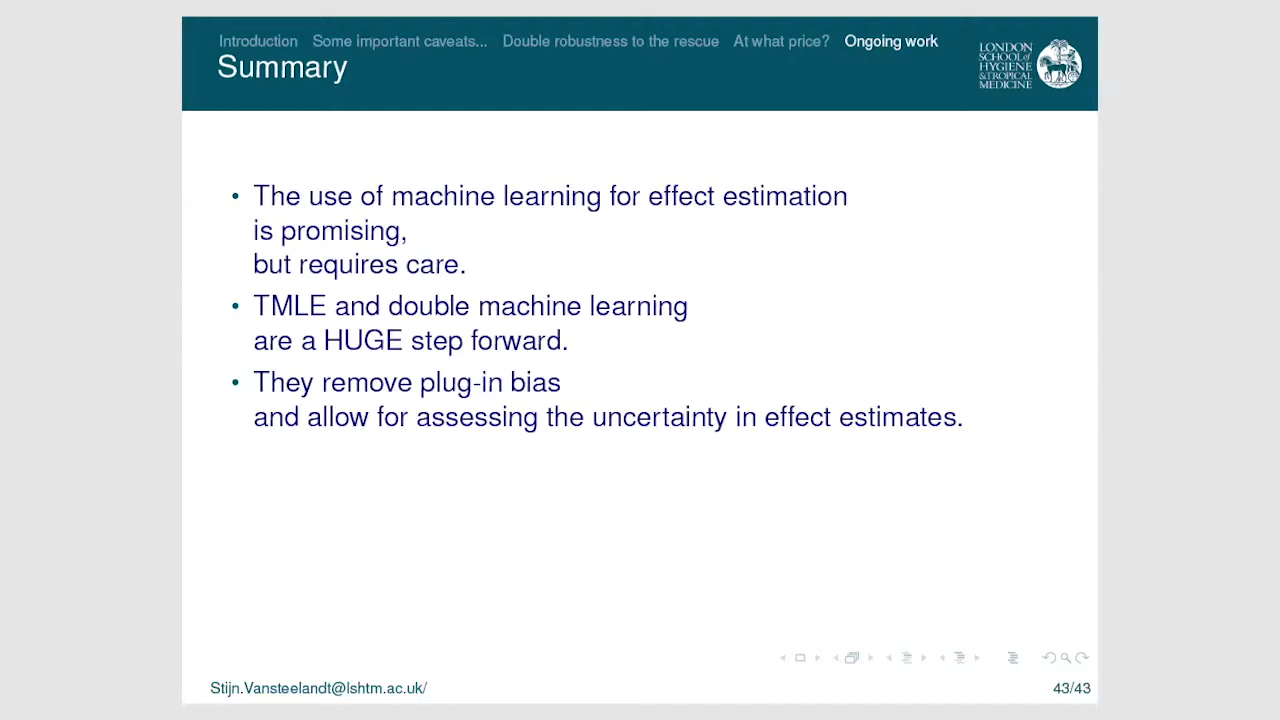 Introduction Some important caveats... Double robustness to the rescue At what price? Ongoing work
Summary
LONDON
SCHOOL of
HYGIENE
& TROPICAL
MEDICINE
• The use of machine learning for effect estimation
is promising,
but requires care.
• TMLE and double machine learning
are a HUGE step forward.
• They remove plug-in bias
and allow for assessing the uncertainty in effect estimates.
Stijn.Vansteelandt@lshtm.ac.uk/ 43/43